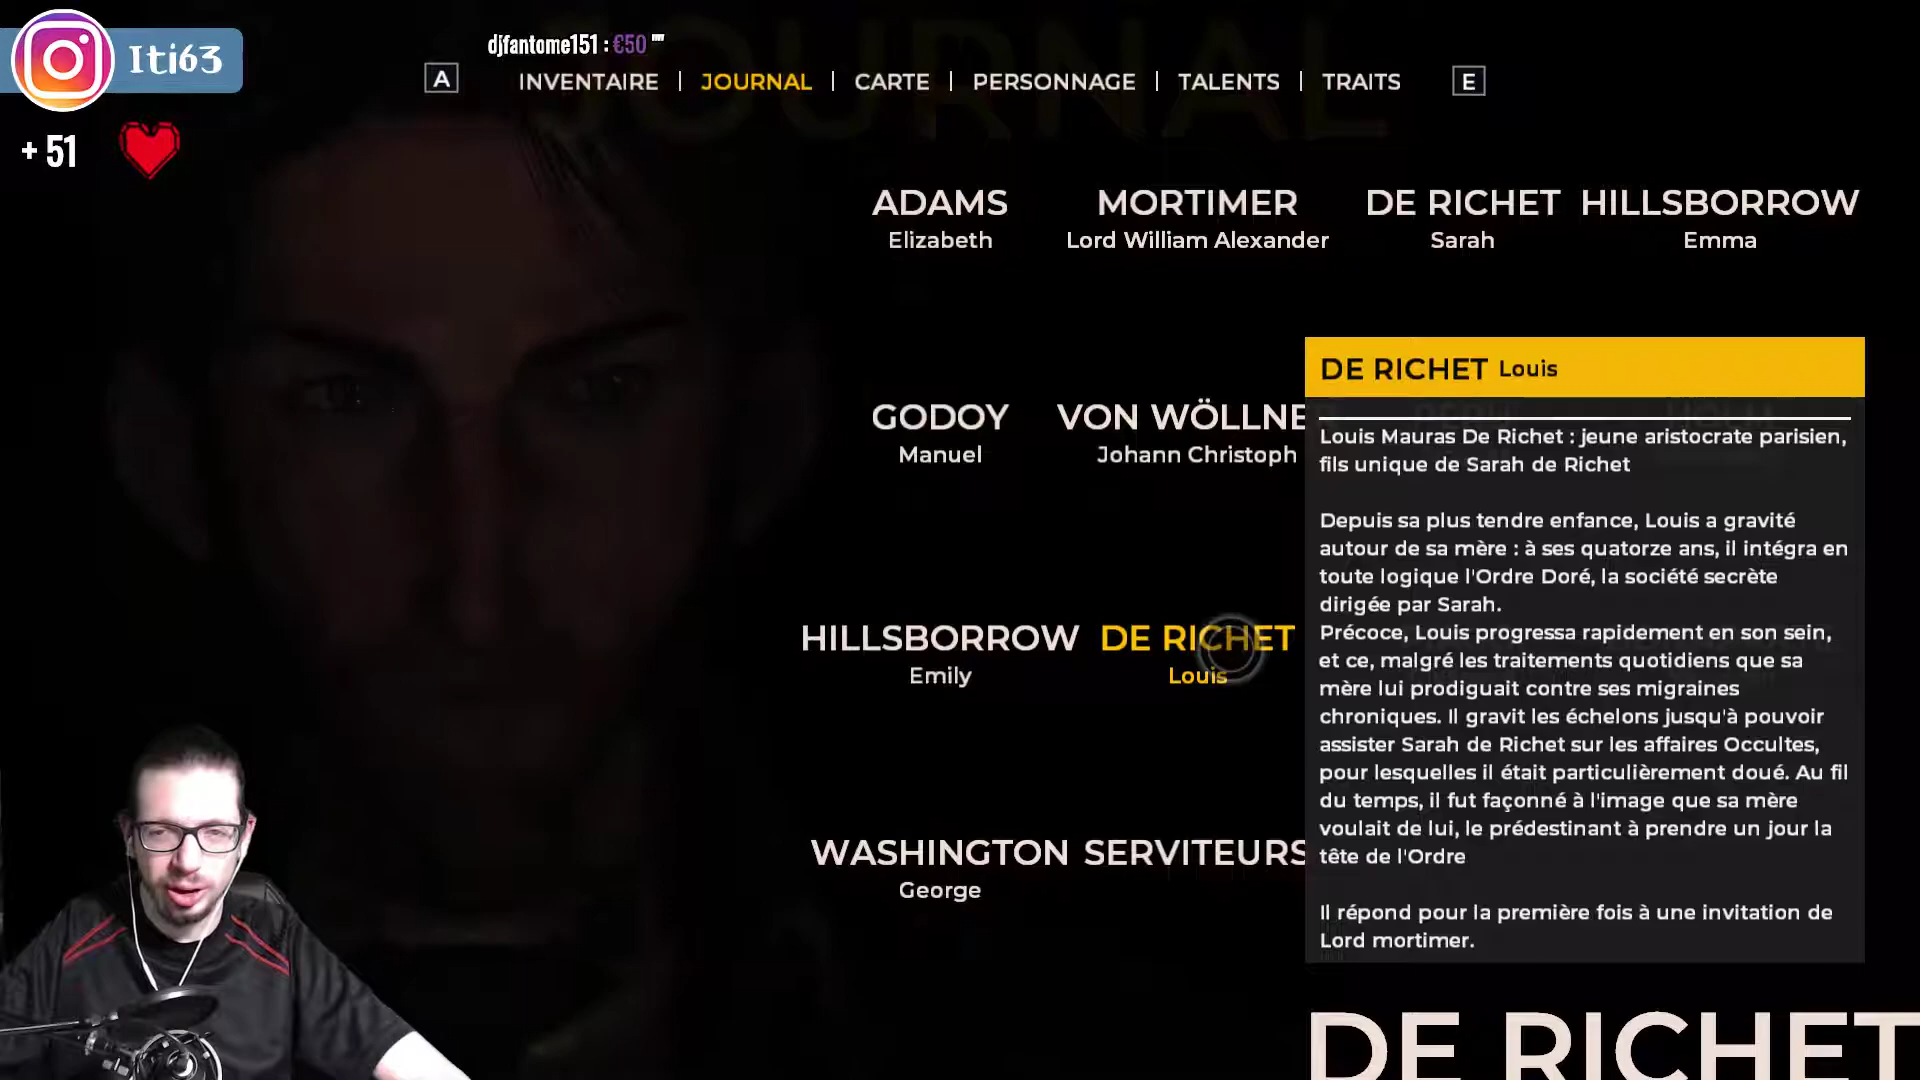 Iti63
djfantome151 : €50 """
A
INVENTAIRE | JOURNAL | CARTE | PERSONNAGE | TALENTS | TRAITS
E
JOURNAL
+ 51
ADAMS
Elizabeth
MORTIMER
Lord William Alexander
DE RICHET
Sarah
HILLSBORROW
Emma
GODOY
Manuel
VON WÖLLNE
Johann Christoph
HILLSBORROW
Emily
DE RICHET
Louis
WASHINGTON
George
SERVITEURS
DE RICHET Louis
Louis Mauras De Richet : jeune aristocrate parisien,
fils unique de Sarah de Richet
Depuis sa plus tendre enfance, Louis a gravité
autour de sa mère : à ses quatorze ans, il intégra en
toute logique l'Ordre Doré, la société secrète
dirigée par Sarah.
Précoce, Louis progressa rapidement en son sein,
et ce, malgré les traitements quotidiens que sa
mère lui prodiguait contre ses migraines
chroniques. Il gravit les échelons jusqu'à pouvoir
assister Sarah de Richet sur les affaires Occultes,
pour lesquelles il était particulièrement doué. Au fil
du temps, il fut façonné à l'image que sa mère
voulait de lui, le prédestinant à prendre un jour la
tête de l'Ordre
Il répond pour la première fois à une invitation de
Lord mortimer.
DE RICHET